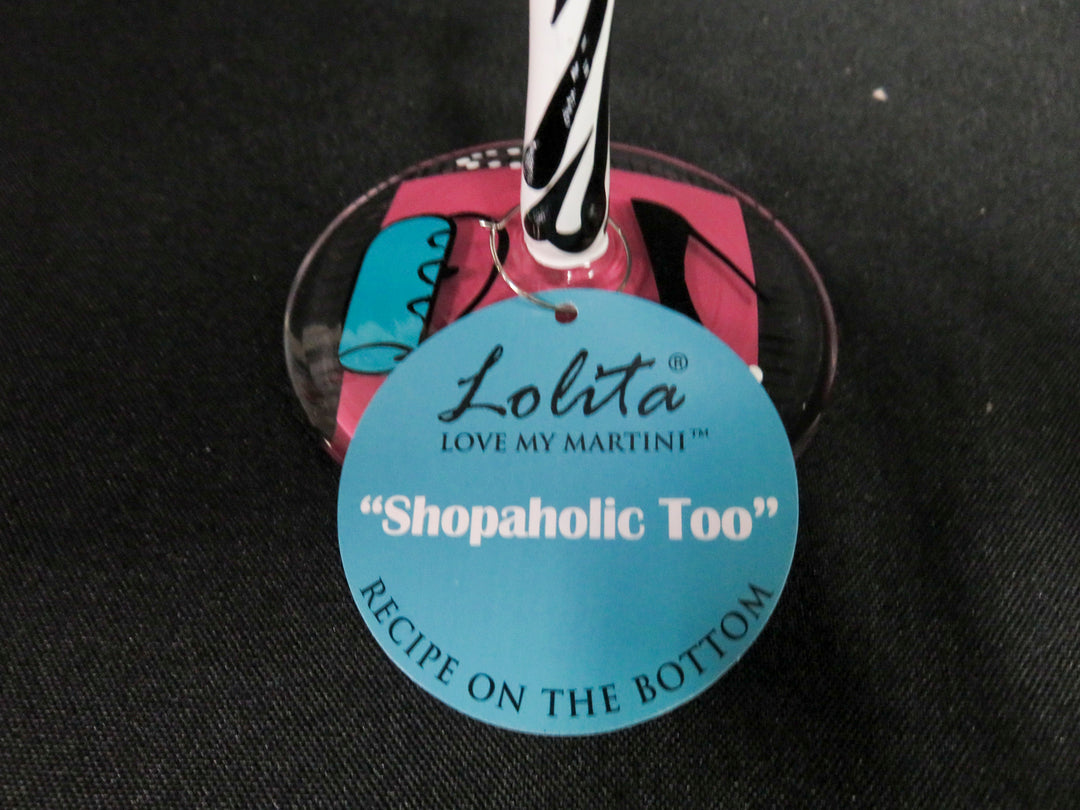 Lolita®
LOVE MY MARTINI™
“Shopaholic Too”
RECIPE ON THE BOTTOM